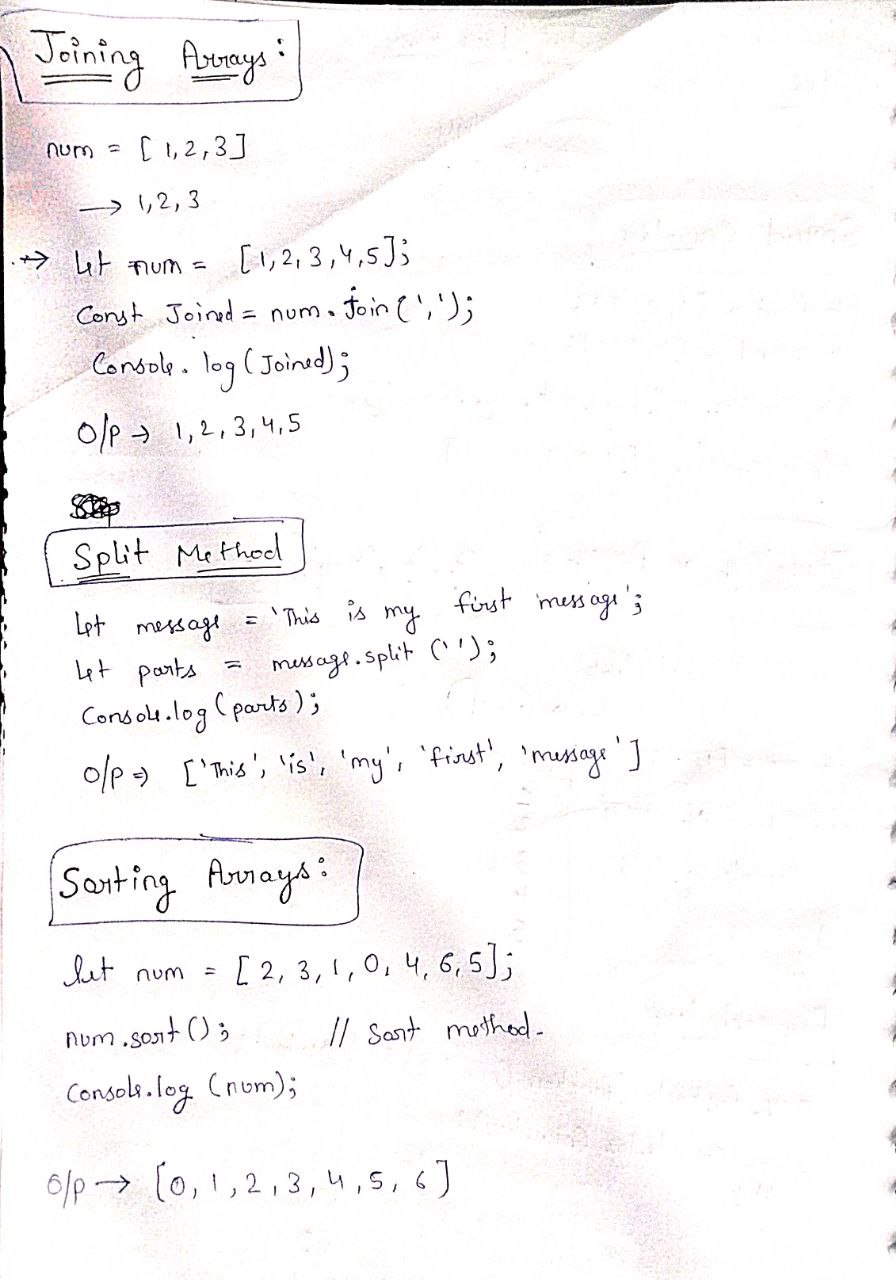 Joining Arrays:
num = [1,2,3]
→ 1,2,3
→ Let num = [1,2,3,4,5];
Const Joined = num.join(',');
Console.log(Joined);
O/P → 1,2,3,4,5
Split Method
Let message = 'This is my first message';
Let parts = message.split('');
Console.log(parts);
O/P ⇒ ['This', 'is', 'my', 'first', 'message']
Sorting Arrays:
let num = [2, 3, 1, 0, 4, 6, 5];
num.sort(); // Sort method.
Console.log(num);
O/P → [0, 1, 2, 3, 4, 5, 6]